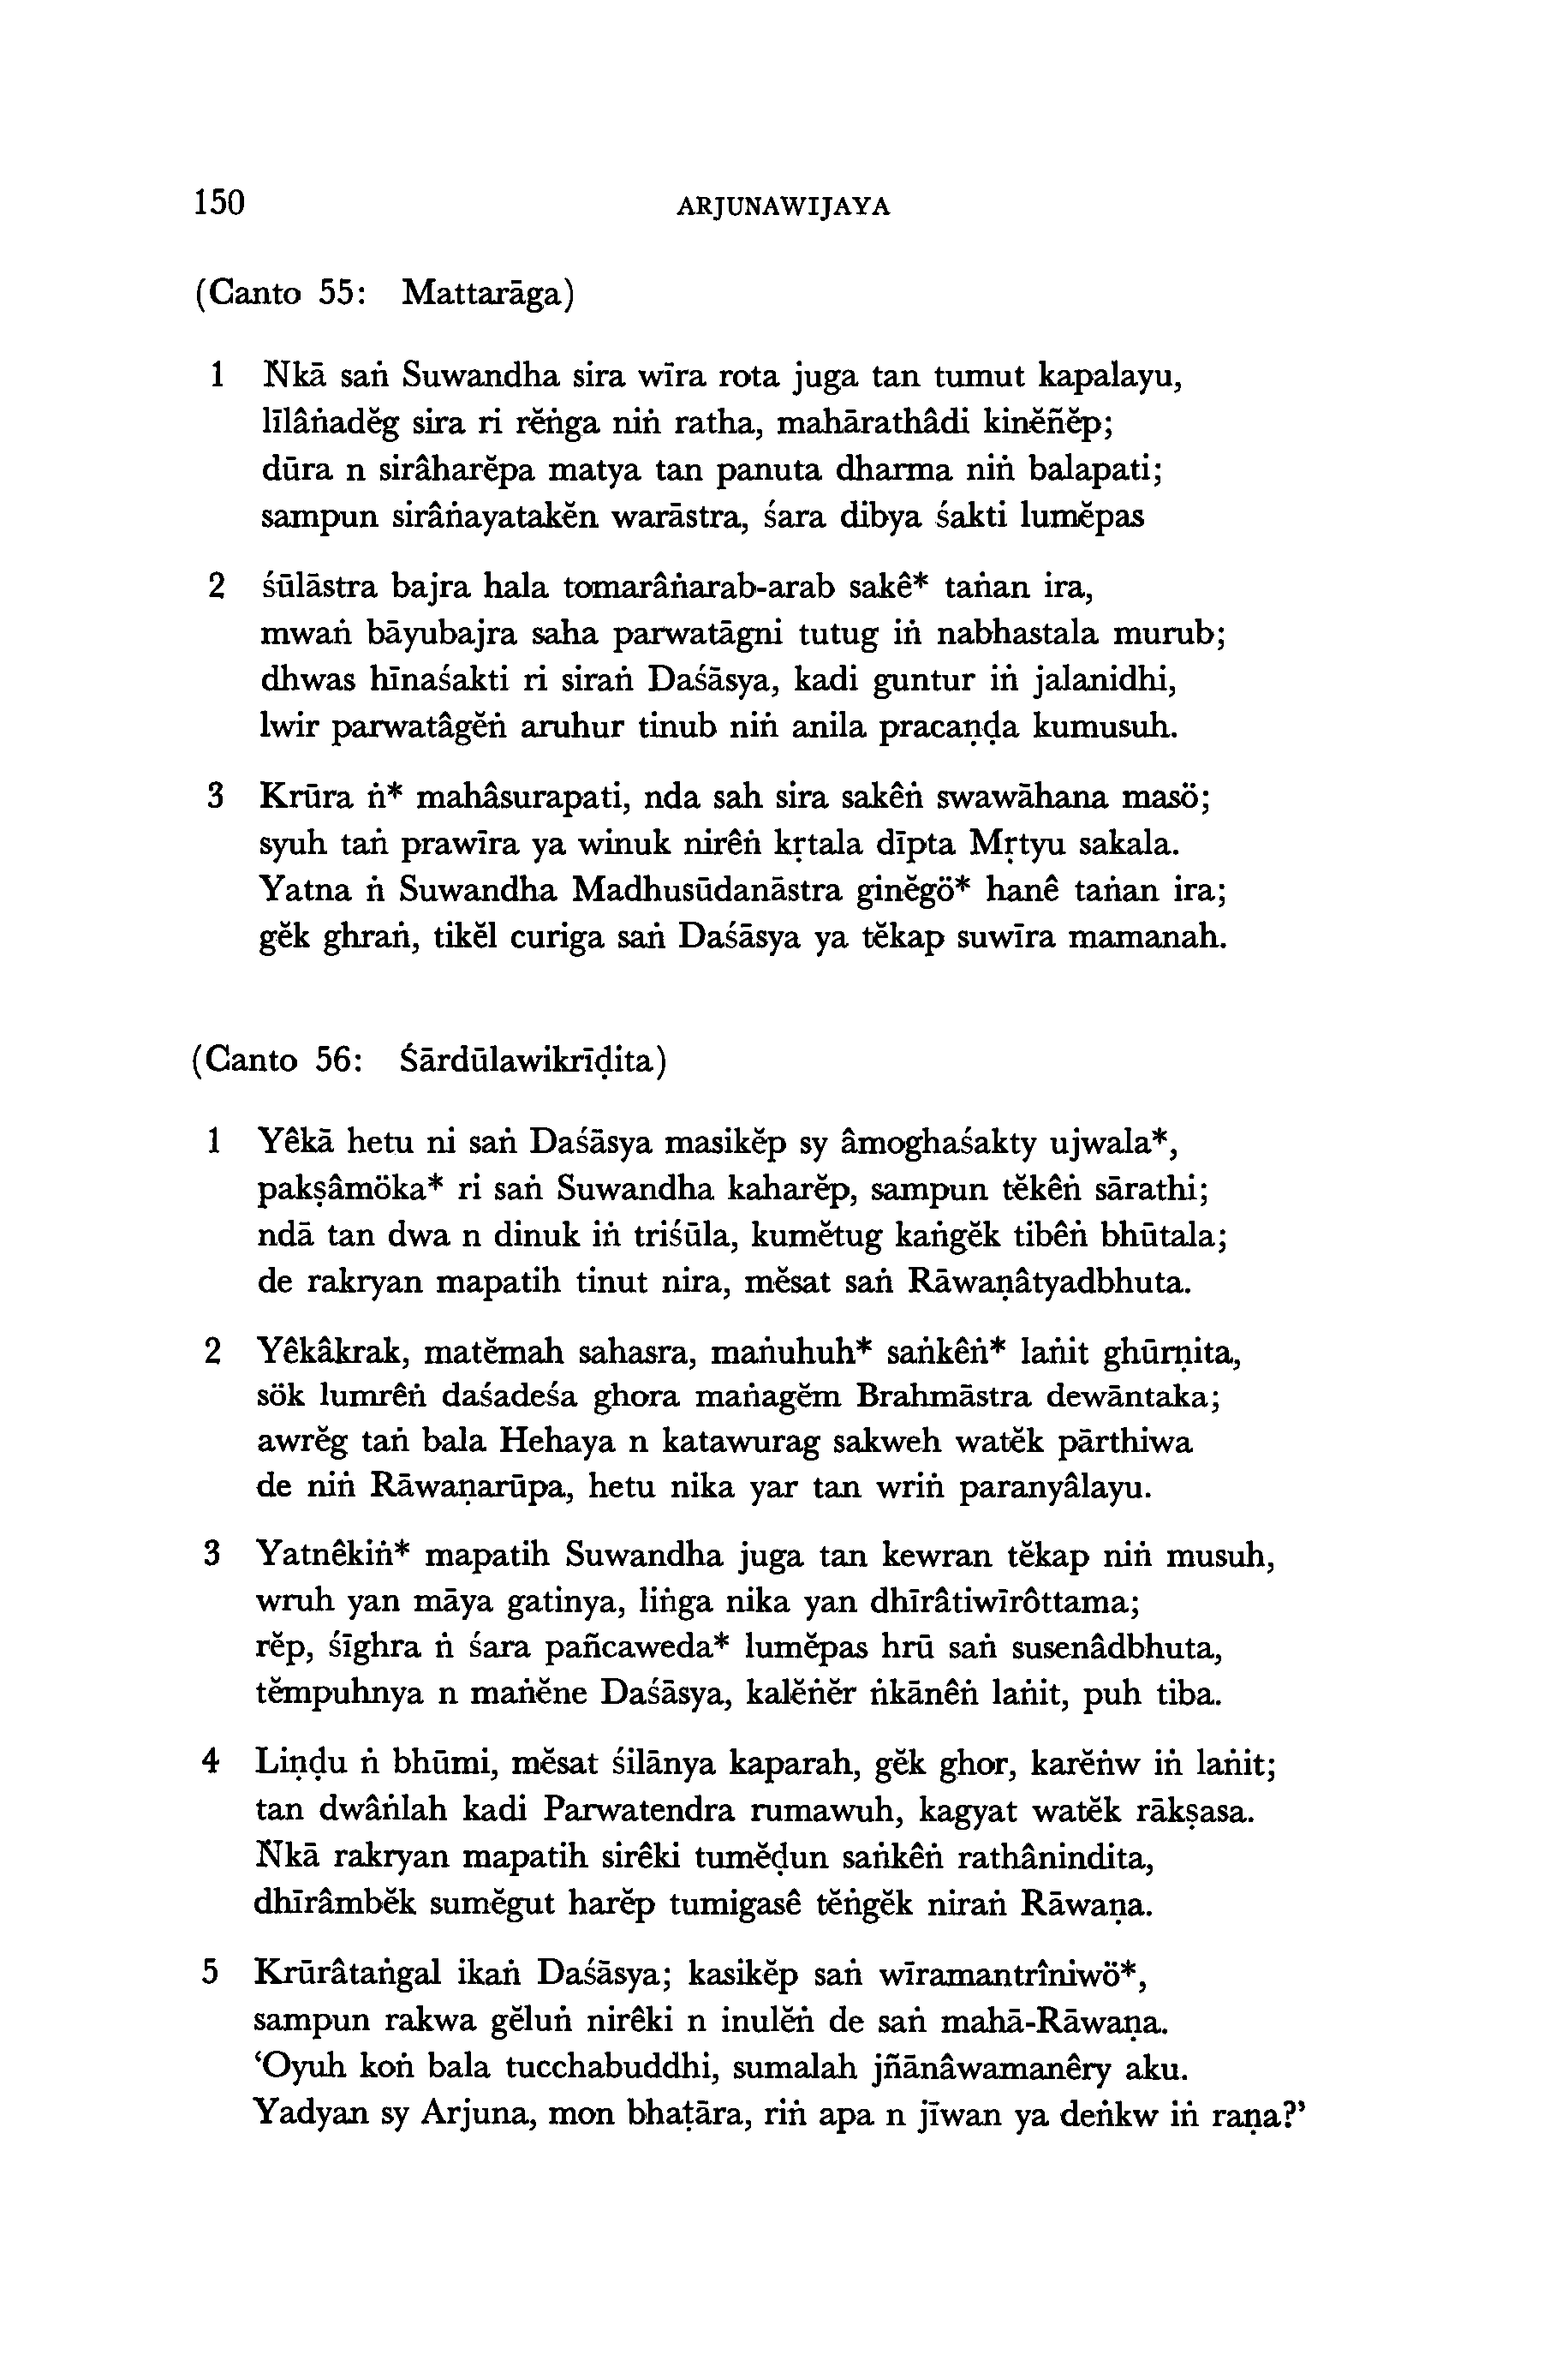 150 ARJUNAWIJAYA
(Canto 55: Mattarāga)
1 Ṅkā saṅ Suwandha sira wīra rota juga tan tumut kapalayu,
līlâṅadĕg sira ri rĕṅga niṅ ratha, mahārathâdi kinĕñĕp;
dūra n sirâharĕpa matya tan panuta dharma niṅ balapati;
sampun sirâṅayatakĕn warāstra, śara dibya śakti lumĕpas
2 śūlāstra bajra hala tomarâṅarab-arab sakê* taṅan ira,
mwaṅ bāyubajra saha parwatāgni tutug iṅ nabhastala murub;
dhwas hīnaśakti ri siraṅ Daśāsya, kadi guntur iṅ jalanidhi,
lwir parwatâgĕṅ aruhur tinub niṅ anila pracaṇḍa kumusuh.
3 Krūra ṅ* mahâsurapati, nda sah sira sakêṅ swawāhana masö;
syuh taṅ prawīra ya winuk nirêṅ kṛtala dīpta Mṛtyu sakala.
Yatna ṅ Suwandha Madhusūdanāstra ginĕgö* hanê taṅan ira;
gĕk ghraṅ, tikĕl curiga saṅ Daśāsya ya tĕkap suwīra mamanah.
(Canto 56: Śārdūlawikrīḍita)
1 Yêkā hetu ni saṅ Daśāsya masikĕp sy âmoghaśakty ujwala*,
pakṣâmöka* ri saṅ Suwandha kaharĕp, sampun tĕkêṅ sārathi;
ndā tan dwa n dinuk iṅ triśūla, kumĕtug kaṅgĕk tibêṅ bhūtala;
de rakryan mapatih tinut nira, mĕsat saṅ Rāwaṇâtyadbhuta.
2 Yêkâkrak, matĕmah sahasra, maṅuhuh* saṅkêṅ* laṅit ghūrṇita,
sök lumrêṅ daśadeśa ghora maṅagĕm Brahmāstra dewāntaka;
awrĕg taṅ bala Hehaya n katawurag sakweh watĕk pārthiwa
de niṅ Rāwaṇarūpa, hetu nika yar tan wriṅ paranyâlayu.
3 Yatnêkiṅ* mapatih Suwandha juga tan kewran tĕkap niṅ musuh,
wruh yan māya gatinya, liṅga nika yan dhīrâtiwīrôttama;
rĕp, śīghra ṅ śara pañcaweda* lumĕpas hrū saṅ susenâdbhuta,
tĕmpuhnya n maṅĕne Daśāsya, kalĕṅĕr ṅkānêṅ laṅit, puh tiba.
4 Liṇḍu ṅ bhūmi, mĕsat śilānya kaparah, gĕk ghor, karĕṅw iṅ laṅit;
tan dwâṅlah kadi Parwatendra rumawuh, kagyat watĕk rākṣasa.
Ṅkā rakryan mapatih sirêki tumĕḍun saṅkêṅ rathânindita,
dhīrâmbĕk sumĕgut harĕp tumigasê tĕṅgĕk niraṅ Rāwaṇa.
5 Krūrâtaṅgal ikaṅ Daśāsya; kasikĕp saṅ wīramantrîniwö*,
sampun rakwa gĕluṅ nirêki n inulĕṅ de saṅ mahā-Rāwaṇa.
‘Oyuh koṅ bala tucchabuddhi, sumalah jñānâwamanêry aku.
Yadyan sy Arjuna, mon bhaṭāra, riṅ apa n jīwan ya deṅkw iṅ raṇa?’